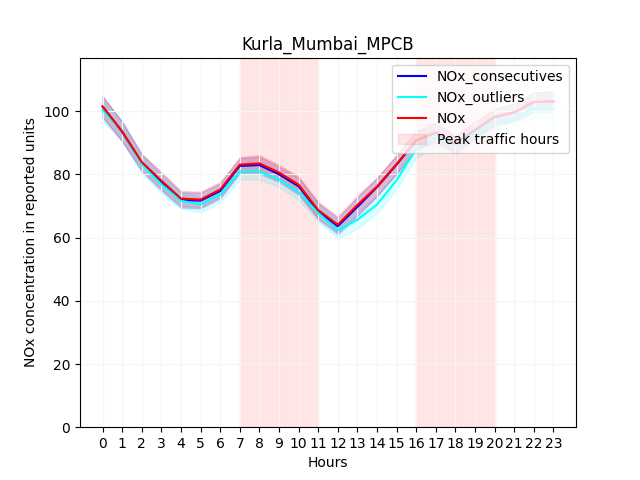 Kurla_Mumbai_MPCB
NOx_consecutives
NOx_outliers
NOx
Peak traffic hours
NOx concentration in reported units
100
80
60
40
20
0
0 1 2 3 4 5 6 7 8 9 10 11 12 13 14 15 16 17 18 19 20 21 22 23
Hours